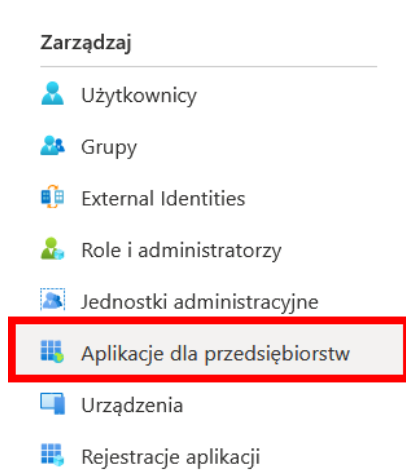 Zarządzaj
Użytkownicy
Grupy
External Identities
Role i administratorzy
Jednostki administracyjne
Aplikacje dla przedsiębiorstw
Urządzenia
Rejestracje aplikacji